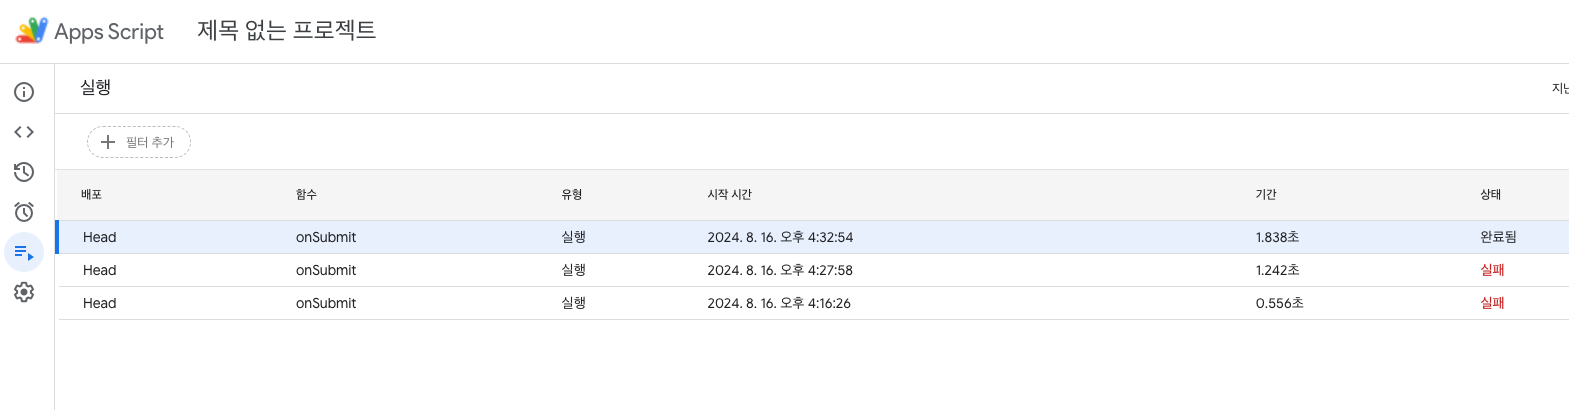 Apps Script 제목 없는 프로젝트
실행
지난
필터 추가
배포 함수 유형 시작 시간 기간 상태
Head onSubmit 실행 2024. 8. 16. 오후 4:32:54 1.838초 완료됨
Head onSubmit 실행 2024. 8. 16. 오후 4:27:58 1.242초 실패
Head onSubmit 실행 2024. 8. 16. 오후 4:16:26 0.556초 실패